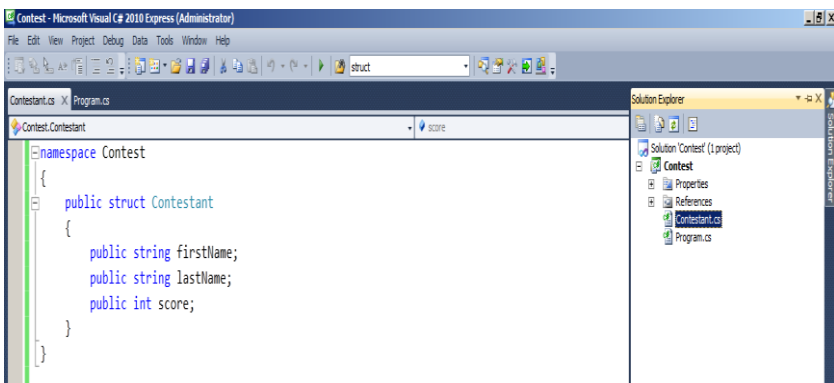 Contest - Microsoft Visual C# 2010 Express (Administrator)
File Edit View Project Debug Data Tools Window Help
struct
Contestant.cs X Program.cs
Solution Explorer
Contest.Contestant
score
Solution Explorer
namespace Contest
{
public struct Contestant
{
public string firstName;
public string lastName;
public int score;
}
}
Solution 'Contest' (1 project)
Contest
Properties
References
Contestant.cs
Program.cs